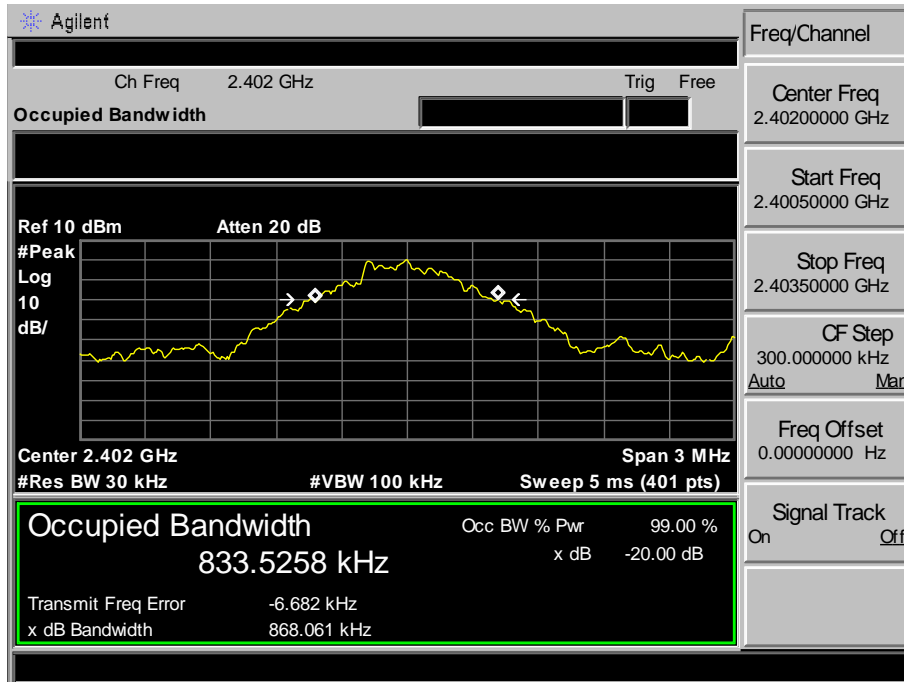 Agilent
Ch Freq 2.402 GHz Trig Free
Occupied Bandwidth
Ref 10 dBm Atten 20 dB
#Peak
Log
10
dB/
Center 2.402 GHz Span 3 MHz
#Res BW 30 kHz #VBW 100 kHz Sweep 5 ms (401 pts)
Occupied Bandwidth
833.5258 kHz
Occ BW % Pwr 99.00 %
x dB -20.00 dB
Transmit Freq Error -6.682 kHz
x dB Bandwidth 868.061 kHz
Freq/Channel
Center Freq
2.40200000 GHz
Start Freq
2.40050000 GHz
Stop Freq
2.40350000 GHz
CF Step
300.000000 kHz
Auto Man
Freq Offset
0.00000000 Hz
Signal Track
On Off